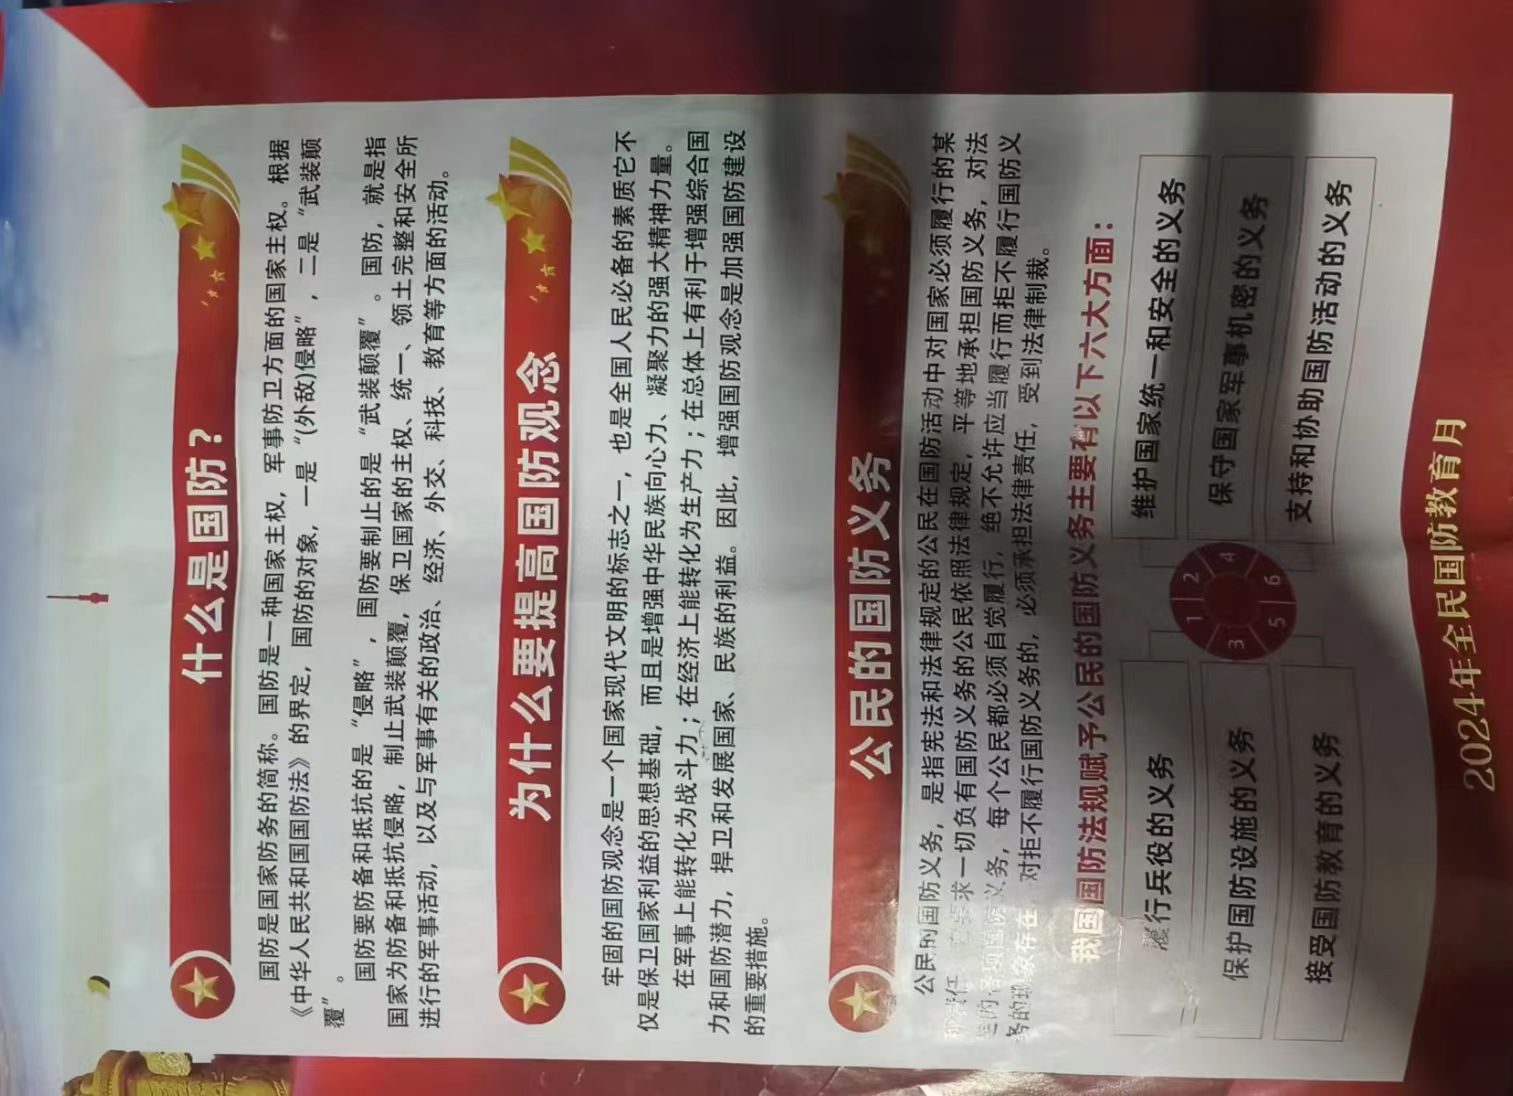 什么是国防？
国防是国家防务的简称。国防是一种国家主权，军事防卫方面的国家主权。根据
《中华人民共和国国防法》的界定，国防的对象，一是“(外敌)侵略”，二是“武装颠
覆”。
国防要防备和抵抗的是“侵略”，国防要制止的是“武装颠覆”。国防，就是指
国家为防备和抵抗侵略，制止武装颠覆，保卫国家的主权、统一、领土完整和安全所
进行的军事活动，以及与军事有关的政治、经济、外交、科技、教育等方面的活动。
为什么要提高国防观念
牢固的国防观念是一个国家现代文明的标志之一，也是全国人民必备的素质它不
仅是保卫国家利益的思想基础，而且是增强中华民族向心力、凝聚力的强大精神力量。
在军事上能转化为战斗力；在经济上能转化为生产力；在总体上有利于增强综合国
力和国防潜力，捍卫和发展国家、民族的利益。因此，增强国防观念是加强国防建设
的重要措施。
公民的国防义务
公民的国防义务，是指宪法和法律规定的公民在国防活动中对国家必须履行的某
责任，求一切负有国防义务的公民依照法律规定，平等地承担国防义务，对法
的各项国防义务，每个公民都必须自觉履行，绝不允许应当履行而拒不履行国防义
务的现象存在，对拒不履行国防义务的，必须承担法律责任，受到法律制裁。
我国国防法规赋予公民的国防义务主要有以下六大方面：
履行兵役的义务 1 2 维护国家统一和安全的义务
保护国防设施的义务 3 4 保守国家军事机密的义务
接受国防教育的义务 5 6 支持和协助国防活动的义务
2024年全民国防教育月